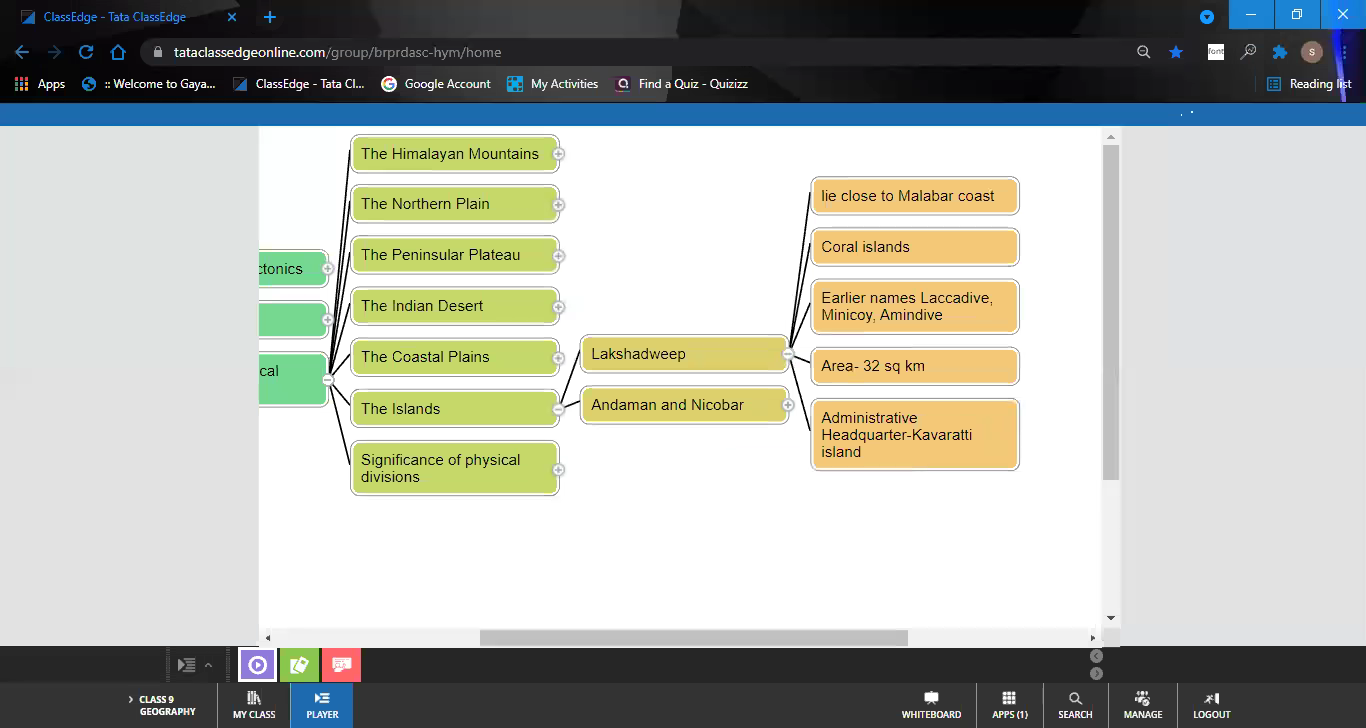 ClassEdge - Tata ClassEdge
tataclassedgeonline.com/group/brprdasc-hym/home
font
S
Apps
:: Welcome to Gaya...
ClassEdge - Tata Cl...
Google Account
My Activities
Find a Quiz - Quizizz
Reading list
The Himalayan Mountains
The Northern Plain
The Peninsular Plateau
ctonics
The Indian Desert
The Coastal Plains
cal
The Islands
Significance of physical
divisions
Lakshadweep
Andaman and Nicobar
lie close to Malabar coast
Coral islands
Earlier names Laccadive,
Minicoy, Amindive
Area- 32 sq km
Administrative
Headquarter-Kavaratti
island
CLASS 9
GEOGRAPHY
MY CLASS
PLAYER
WHITEBOARD
APPS (1)
SEARCH
MANAGE
LOGOUT